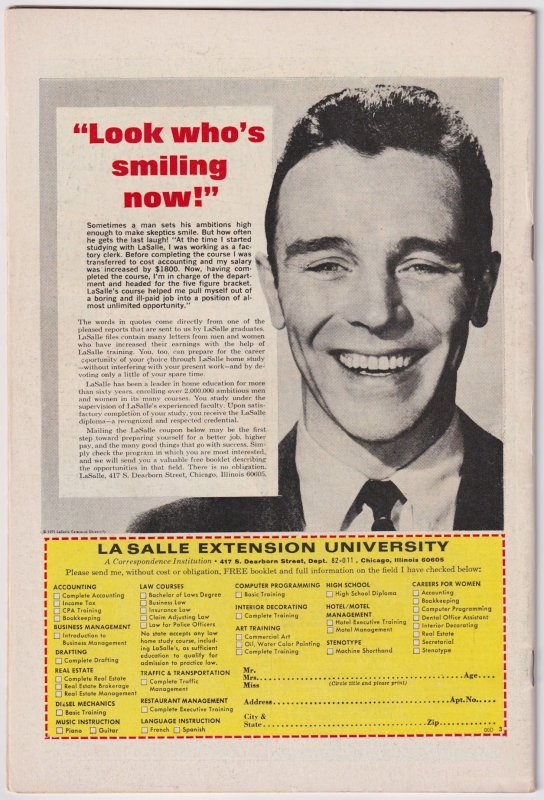 “Look who’s
smiling
now!”
Sometimes a man sets his ambitions high
enough to make skeptics smile. But how often
he gets the last laugh! “At the time I started
studying with LaSalle, I was working as a fac-
tory clerk. Before completing the course I was
transferred to cost accounting and my salary
was increased by $1800. Now, having com-
pleted the course, I’m in charge of the depart-
ment and headed for the five figure bracket.
LaSalle’s course helped me pull myself out of
a boring and ill-paid job into a position of al-
most unlimited opportunity.”
The words in quotes come directly from one of the
pleased reports that are sent to us by LaSalle graduates.
LaSalle files contain many letters from men and women
who have increased their earnings with the help of
LaSalle training. You, too, can prepare for the career
opportunity of your choice through LaSalle home study
—without interfering with your present work—and by de-
voting only a little of your spare time.
LaSalle has been a leader in home education for more
than sixty years, enrolling over 2,000,000 ambitious men
and women in its many courses. You study under the
supervision of LaSalle’s experienced faculty. Upon satis-
factory completion of your study, you receive the LaSalle
diploma—a recognized and respected credential.
Mailing the LaSalle coupon below may be the first
step toward preparing yourself for a better job, higher
pay, and the many good things that go with success. Sim-
ply check the program in which you are most interested,
and we will send you a valuable free booklet describing
the opportunities in that field. There is no obligation.
LaSalle, 417 S. Dearborn Street, Chicago, Illinois 60605.
© 1971 LaSalle Extension University
LA SALLE EXTENSION UNIVERSITY
A Correspondence Institution • 417 S. Dearborn Street, Dept. 82-011, Chicago, Illinois 60605
Please send me, without cost or obligation, FREE booklet and full information on the field I have checked below:
ACCOUNTING
Complete Accounting
Income Tax
CPA Training
Bookkeeping
BUSINESS MANAGEMENT
Introduction to
Business Management
DRAFTING
Complete Drafting
REAL ESTATE
Complete Real Estate
Real Estate Brokerage
Real Estate Management
DIESEL MECHANICS
Basic Training
MUSIC INSTRUCTION
Piano Guitar
LAW COURSES
Bachelor of Laws Degree
Business Law
Insurance Law
Claim Adjusting Law
Law for Police Officers
No state accepts any law
home study course, includ-
ing LaSalle’s, as sufficient
education to qualify for
admission to practice law.
TRAFFIC & TRANSPORTATION
Complete Traffic
Management
RESTAURANT MANAGEMENT
Complete Executive Training
LANGUAGE INSTRUCTION
French Spanish
COMPUTER PROGRAMMING
Basic Training
INTERIOR DECORATING
Complete Training
ART TRAINING
Commercial Art
Oil, Water Color Painting
Complete Training
HIGH SCHOOL
High School Diploma
HOTEL/MOTEL
MANAGEMENT
Motel Executive Training
Motel Management
STENOTYPE
Machine Shorthand
CAREERS FOR WOMEN
Accounting
Bookkeeping
Computer Programming
Dental Office Assistant
Interior Decorating
Real Estate
Secretarial
Stenotype
Mr.
Mrs. Age
Miss (Circle title and please print)
Address Apt. No.
City &
State Zip
3